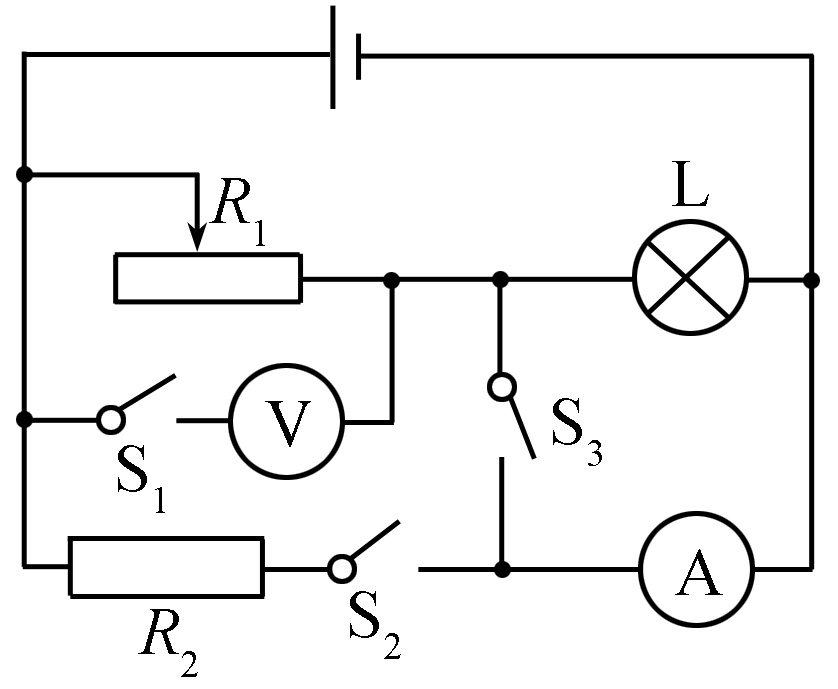 L
R₁
V
S₁
S₃
A
S₂
R₂